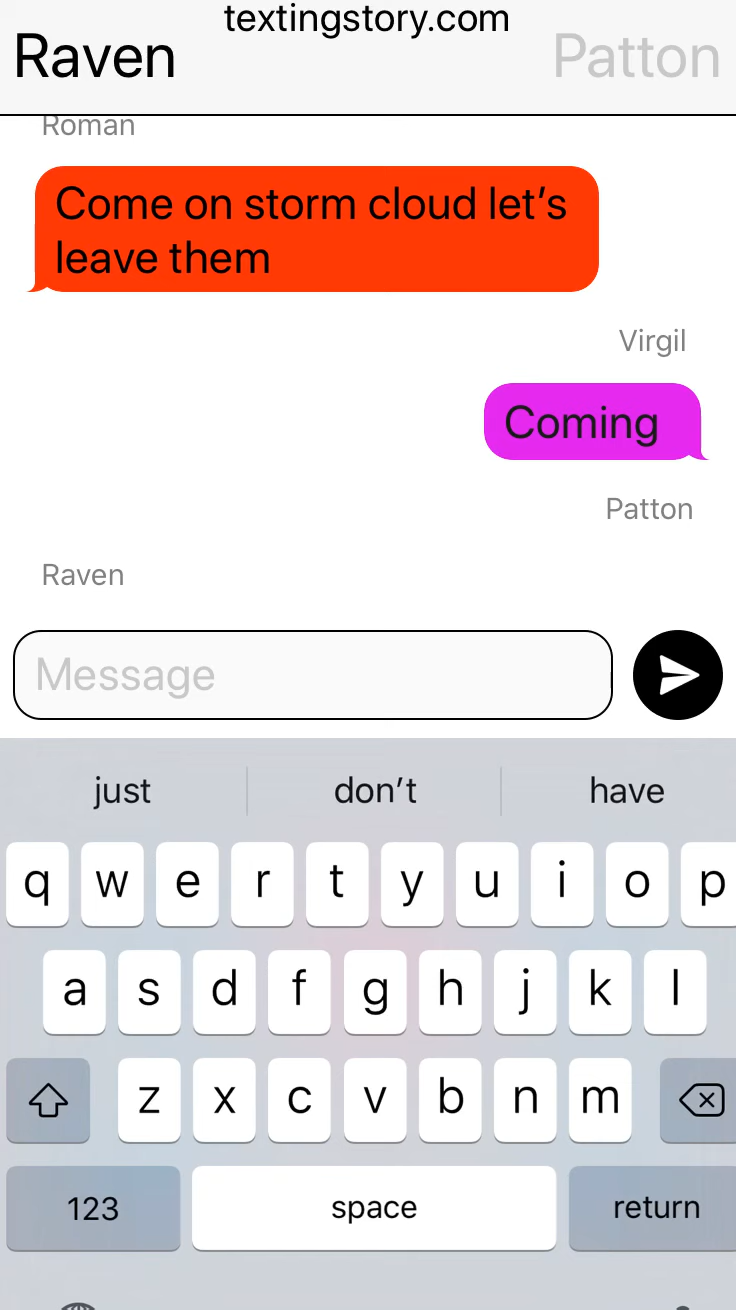 textingstory.com
Raven
Patton
Roman
Come on storm cloud let’s
leave them
Virgil
Coming
Patton
Raven
Message
just
don’t
have
q w e r t y u i o p
a s d f g h j k l
z x c v b n m
123
space
return